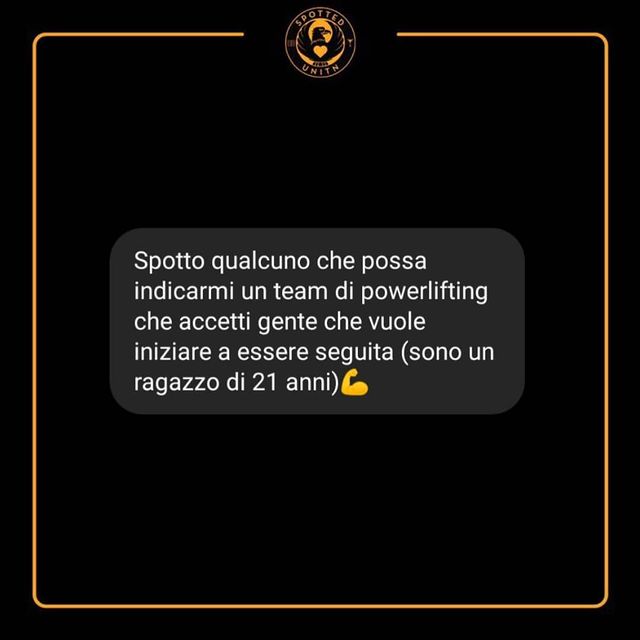 SPOTTED
UNITN
Spotto qualcuno che possa
indicarmi un team di powerlifting
che accetti gente che vuole
iniziare a essere seguita (sono un
ragazzo di 21 anni)💪